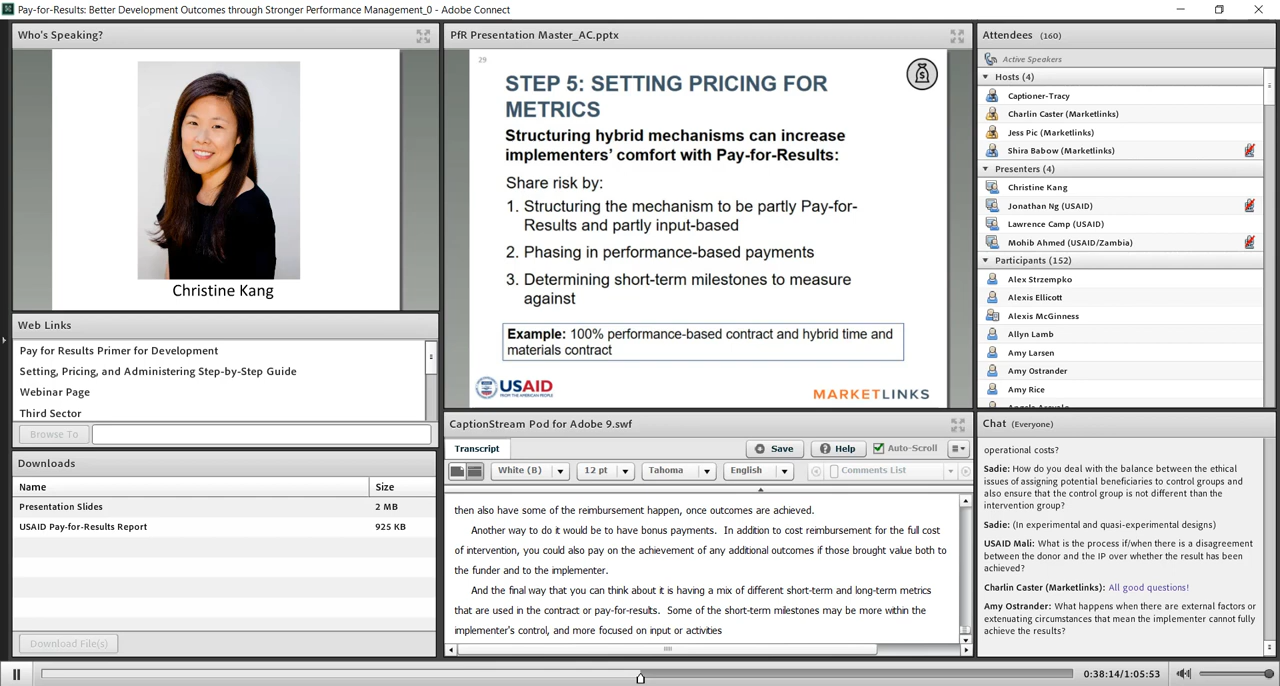 Pay-for-Results: Better Development Outcomes through Stronger Performance Management_0 - Adobe Connect
Who's Speaking?
Christine Kang
Web Links
Pay for Results Primer for Development
Setting, Pricing, and Administering Step-by-Step Guide
Webinar Page
Third Sector
Browse To
Downloads
Name Size
Presentation Slides 2 MB
USAID Pay-for-Results Report 925 KB
Download File(s)
PfR Presentation Master_AC.pptx
29
STEP 5: SETTING PRICING FOR
METRICS
Structuring hybrid mechanisms can increase
implementers' comfort with Pay-for-Results:
Share risk by:
1. Structuring the mechanism to be partly Pay-for-
Results and partly input-based
2. Phasing in performance-based payments
3. Determining short-term milestones to measure
against
Example: 100% performance-based contract and hybrid time and
materials contract
USAID
FROM THE AMERICAN PEOPLE
MARKETLINKS
CaptionStream Pod for Adobe 9.swf
Transcript
Save
Help
Auto-Scroll
White (B)
12 pt
Tahoma
English
Comments List
then also have some of the reimbursement happen, once outcomes are achieved.
Another way to do it would be to have bonus payments. In addition to cost reimbursement for the full cost
of intervention, you could also pay on the achievement of any additional outcomes if those brought value both to
the funder and to the implementer.
And the final way that you can think about it is having a mix of different short-term and long-term metrics
that are used in the contract or pay-for-results. Some of the short-term milestones may be more within the
implementer's control, and more focused on input or activities
Attendees (160)
Active Speakers
Hosts (4)
Captioner-Tracy
Charlin Caster (Marketlinks)
Jess Pic (Marketlinks)
Shira Babow (Marketlinks)
Presenters (4)
Christine Kang
Jonathan Ng (USAID)
Lawrence Camp (USAID)
Mohib Ahmed (USAID/Zambia)
Participants (152)
Alex Strzempko
Alexis Ellicott
Alexis McGinness
Allyn Lamb
Amy Larsen
Amy Ostrander
Amy Rice
Chat (Everyone)
operational costs?
Sadie: How do you deal with the balance between the ethical
issues of assigning potential beneficiaries to control groups and
also ensure that the control group is not different than the
intervention group?
Sadie: (In experimental and quasi-experimental designs)
USAID Mali: What is the process if/when there is a disagreement
between the donor and the IP over whether the result has been
achieved?
Charlin Caster (Marketlinks): All good questions!
Amy Ostrander: What happens when there are external factors or
extenuating circumstances that mean the implementer cannot fully
achieve the results?
0:38:14/1:05:53